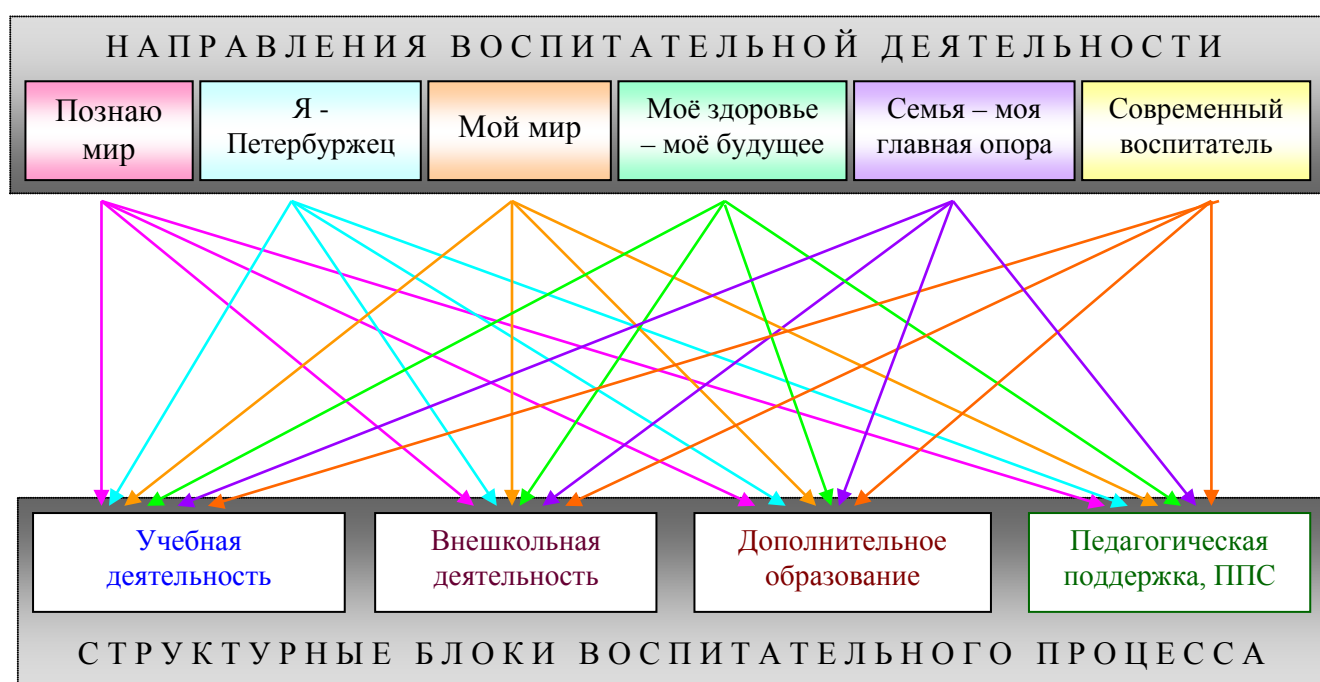 НАПРАВЛЕНИЯ ВОСПИТАТЕЛЬНОЙ ДЕЯТЕЛЬНОСТИ
Познаю
мир
Я -
Петербуржец
Мой мир
Моё здоровье
– моё будущее
Семья – моя
главная опора
Современный
воспитатель
Учебная
деятельность
Внешкольная
деятельность
Дополнительное
образование
Педагогическая
поддержка, ППС
СТРУКТУРНЫЕ БЛОКИ ВОСПИТАТЕЛЬНОГО ПРОЦЕССА